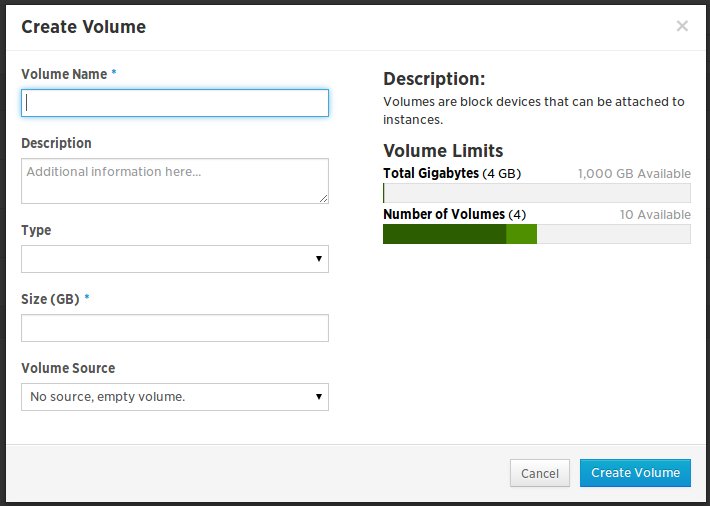 Create Volume ×
Volume Name *
Description
Additional information here...
Type
Size (GB) *
Volume Source
No source, empty volume.
Description:
Volumes are block devices that can be attached to
instances.
Volume Limits
Total Gigabytes (4 GB) 1,000 GB Available
Number of Volumes (4) 10 Available
Cancel Create Volume